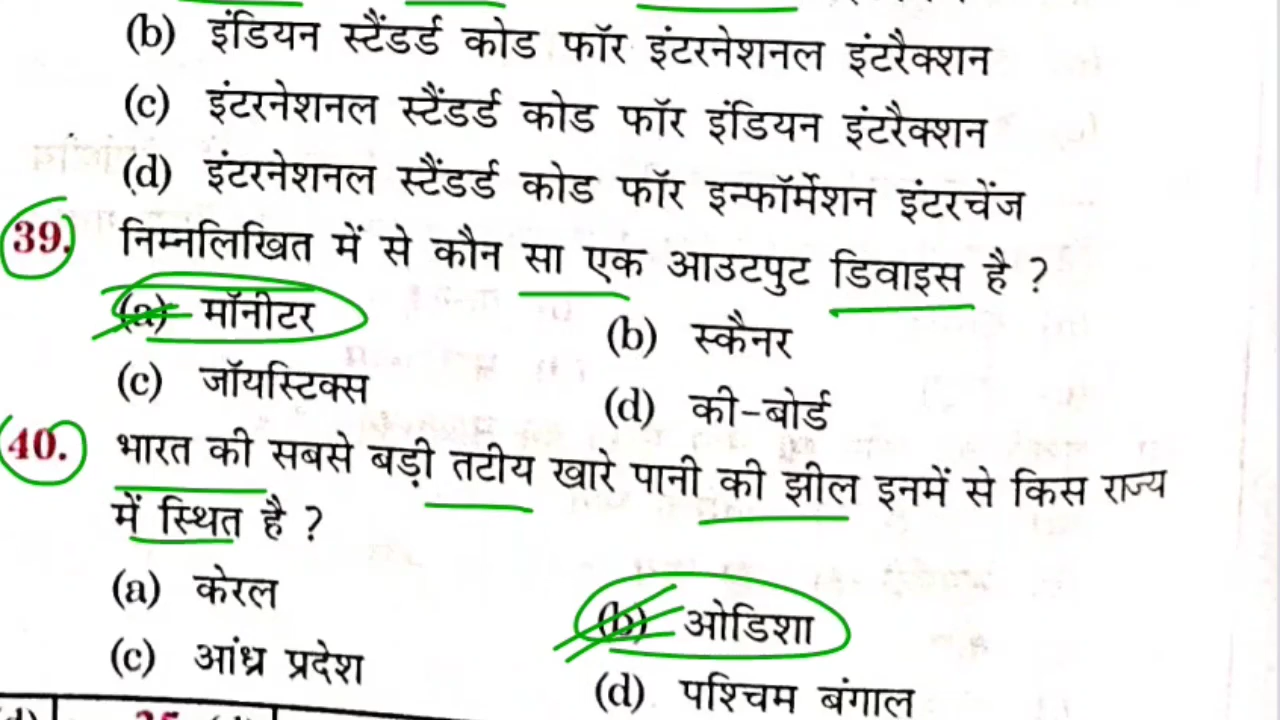 (b) इंडियन स्टैंडर्ड कोड फॉर इंटरनेशनल इंटरैक्शन
(c) इंटरनेशनल स्टैंडर्ड कोड फॉर इंडियन इंटरैक्शन
(d) इंटरनेशनल स्टैंडर्ड कोड फॉर इन्फॉर्मेशन इंटरचेंज
39. निम्नलिखित में से कौन सा एक आउटपुट डिवाइस है ?
(a) मॉनीटर (b) स्कैनर
(c) जॉयस्टिक्स (d) की-बोर्ड
40. भारत की सबसे बड़ी तटीय खारे पानी की झील इनमें से किस राज्य
में स्थित है ?
(a) केरल (b) ओडिशा
(c) आंध्र प्रदेश (d) पश्चिम बंगाल